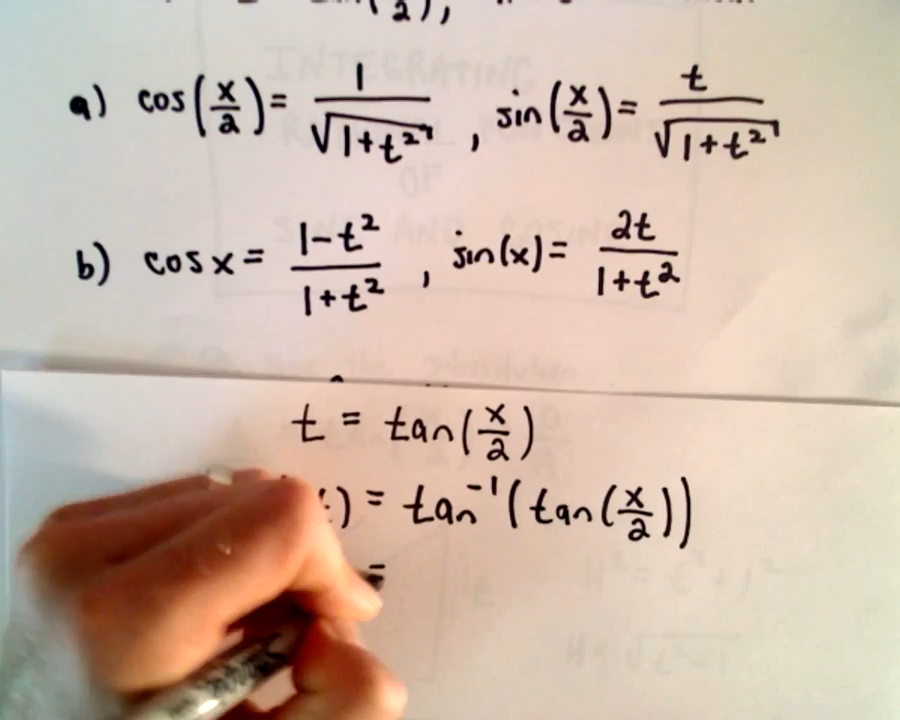 a) cos(x/2) = 1/√(1+t²), sin(x/2) = t/√(1+t²)
b) cos x = (1-t²)/(1+t²), sin(x) = 2t/(1+t²)
t = tan(x/2)
t) = tan⁻¹(tan(x/2))
=